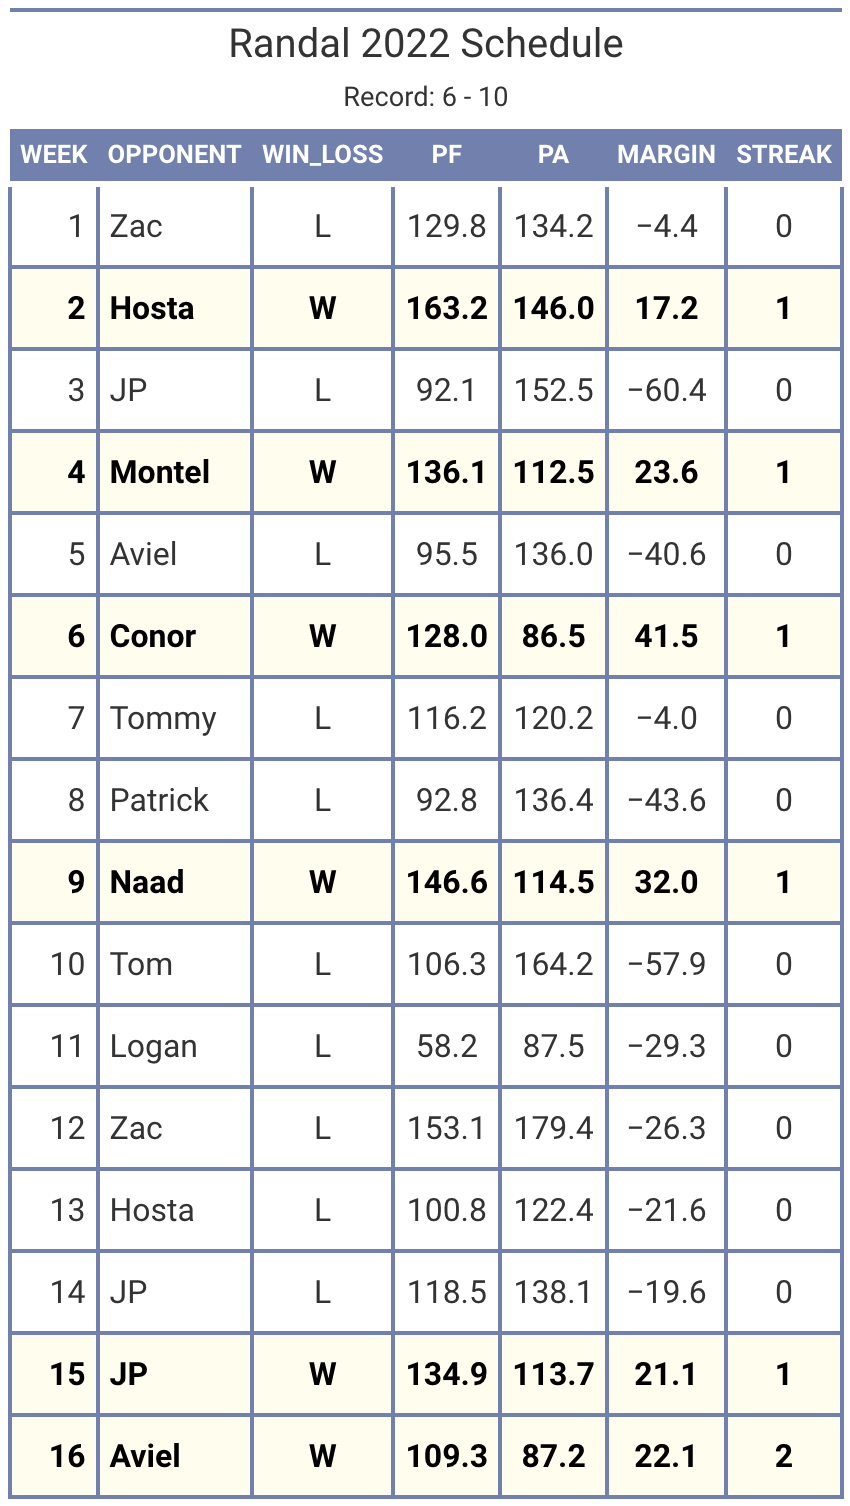 Randal 2022 Schedule
Record: 6 - 10
WEEK OPPONENT WIN_LOSS PF PA MARGIN STREAK
1 Zac L 129.8 134.2 −4.4 0
2 Hosta W 163.2 146.0 17.2 1
3 JP L 92.1 152.5 −60.4 0
4 Montel W 136.1 112.5 23.6 1
5 Aviel L 95.5 136.0 −40.6 0
6 Conor W 128.0 86.5 41.5 1
7 Tommy L 116.2 120.2 −4.0 0
8 Patrick L 92.8 136.4 −43.6 0
9 Naad W 146.6 114.5 32.0 1
10 Tom L 106.3 164.2 −57.9 0
11 Logan L 58.2 87.5 −29.3 0
12 Zac L 153.1 179.4 −26.3 0
13 Hosta L 100.8 122.4 −21.6 0
14 JP L 118.5 138.1 −19.6 0
15 JP W 134.9 113.7 21.1 1
16 Aviel W 109.3 87.2 22.1 2